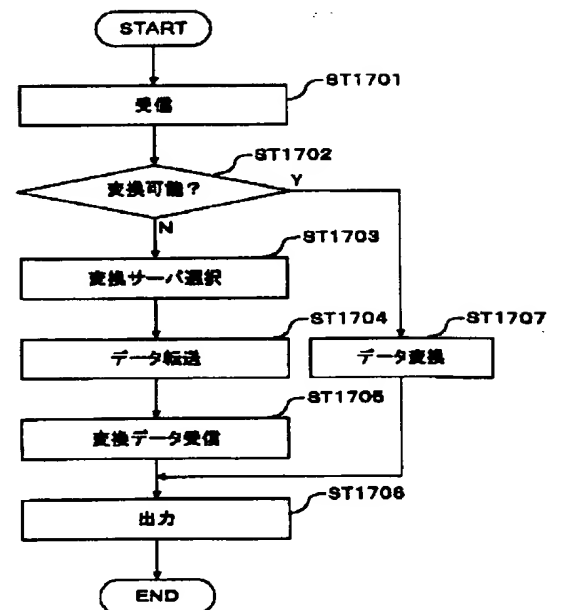 START
ST1701
受信
ST1702
変換可能?
Y
N
ST1703
変換サーバ選択
ST1704
データ転送
ST1707
データ変換
ST1705
変換データ受信
ST1706
出力
END